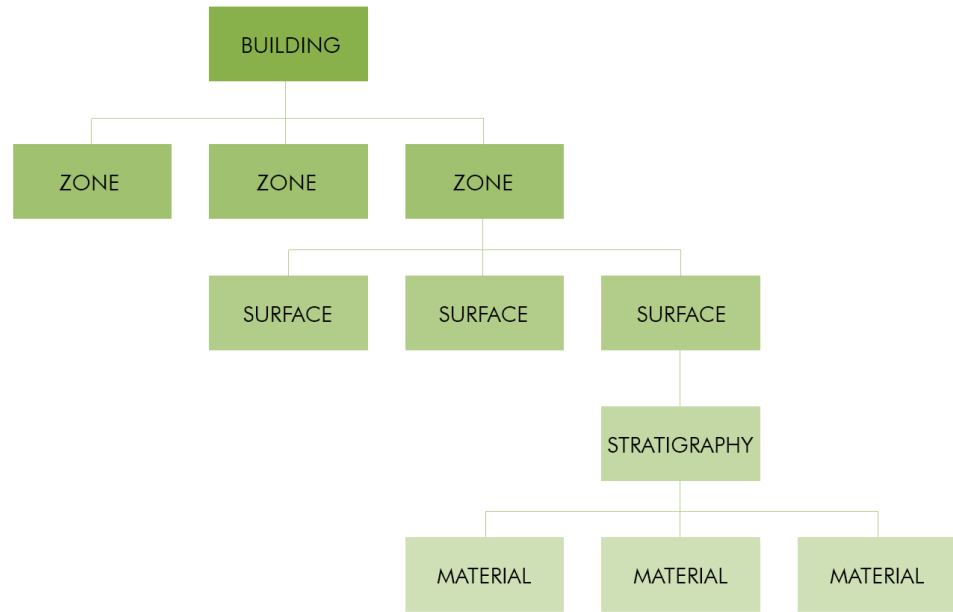 BUILDING
ZONE
ZONE
ZONE
SURFACE
SURFACE
SURFACE
STRATIGRAPHY
MATERIAL
MATERIAL
MATERIAL